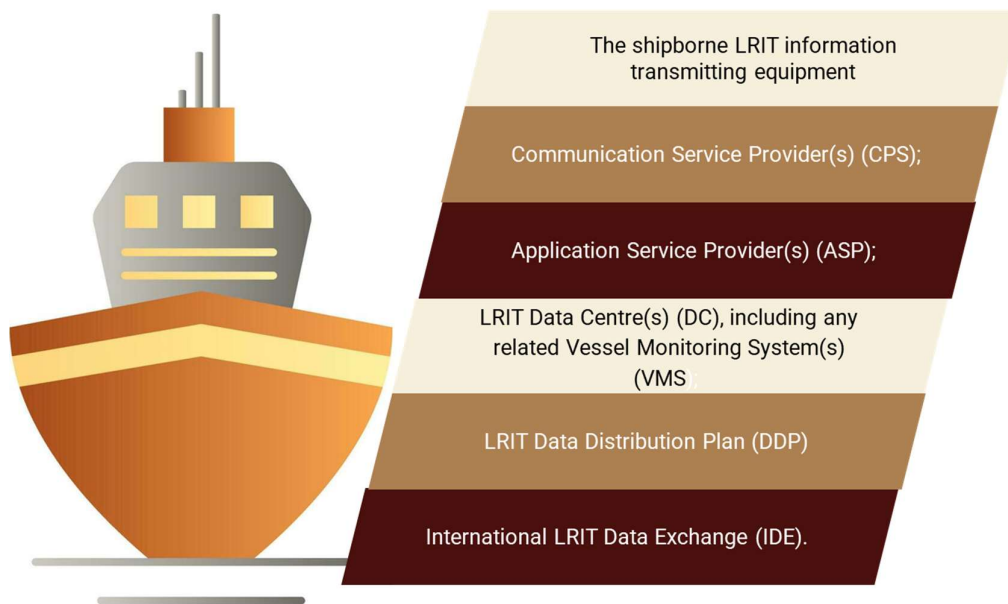 The shipborne LRIT information
transmitting equipment
Communication Service Provider(s) (CPS);
Application Service Provider(s) (ASP);
LRIT Data Centre(s) (DC), including any
related Vessel Monitoring System(s)
(VMS);
LRIT Data Distribution Plan (DDP)
International LRIT Data Exchange (IDE).